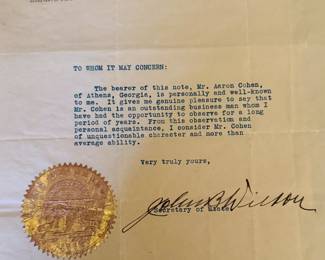 TO WHOM IT MAY CONCERN:
The bearer of this note, Mr. Aaron Cohen,
of Athens, Georgia, is personally and well-known
to me. It gives me genuine pleasure to say that
Mr. Cohen is an outstanding business man whom I
have had the opportunity to observe for a long
period of years. From this observation and
personal acquaintance, I consider Mr. Cohen
of unquestionable character and more than
average ability.
Very truly yours,
John B Wilson
Secretary of State